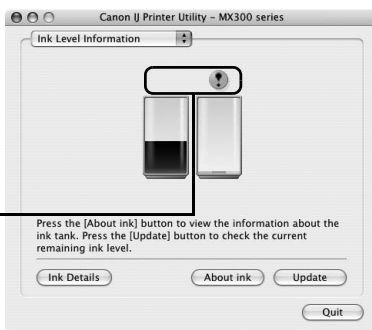 Canon IJ Printer Utility – MX300 series
Ink Level Information
!
Press the [About ink] button to view the information about the
ink tank. Press the [Update] button to check the current
remaining ink level.
Ink Details
About ink
Update
Quit